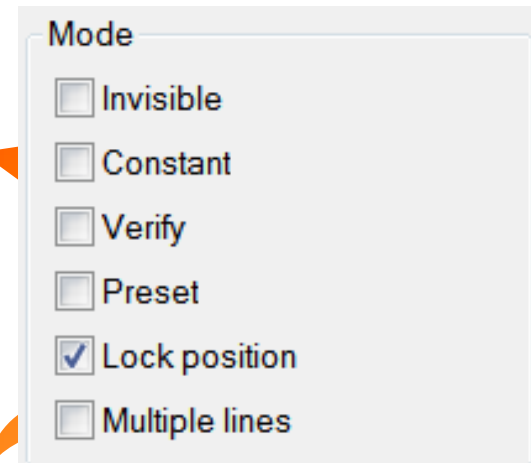 Mode
Invisible
Constant
Verify
Preset
Lock position
Multiple lines